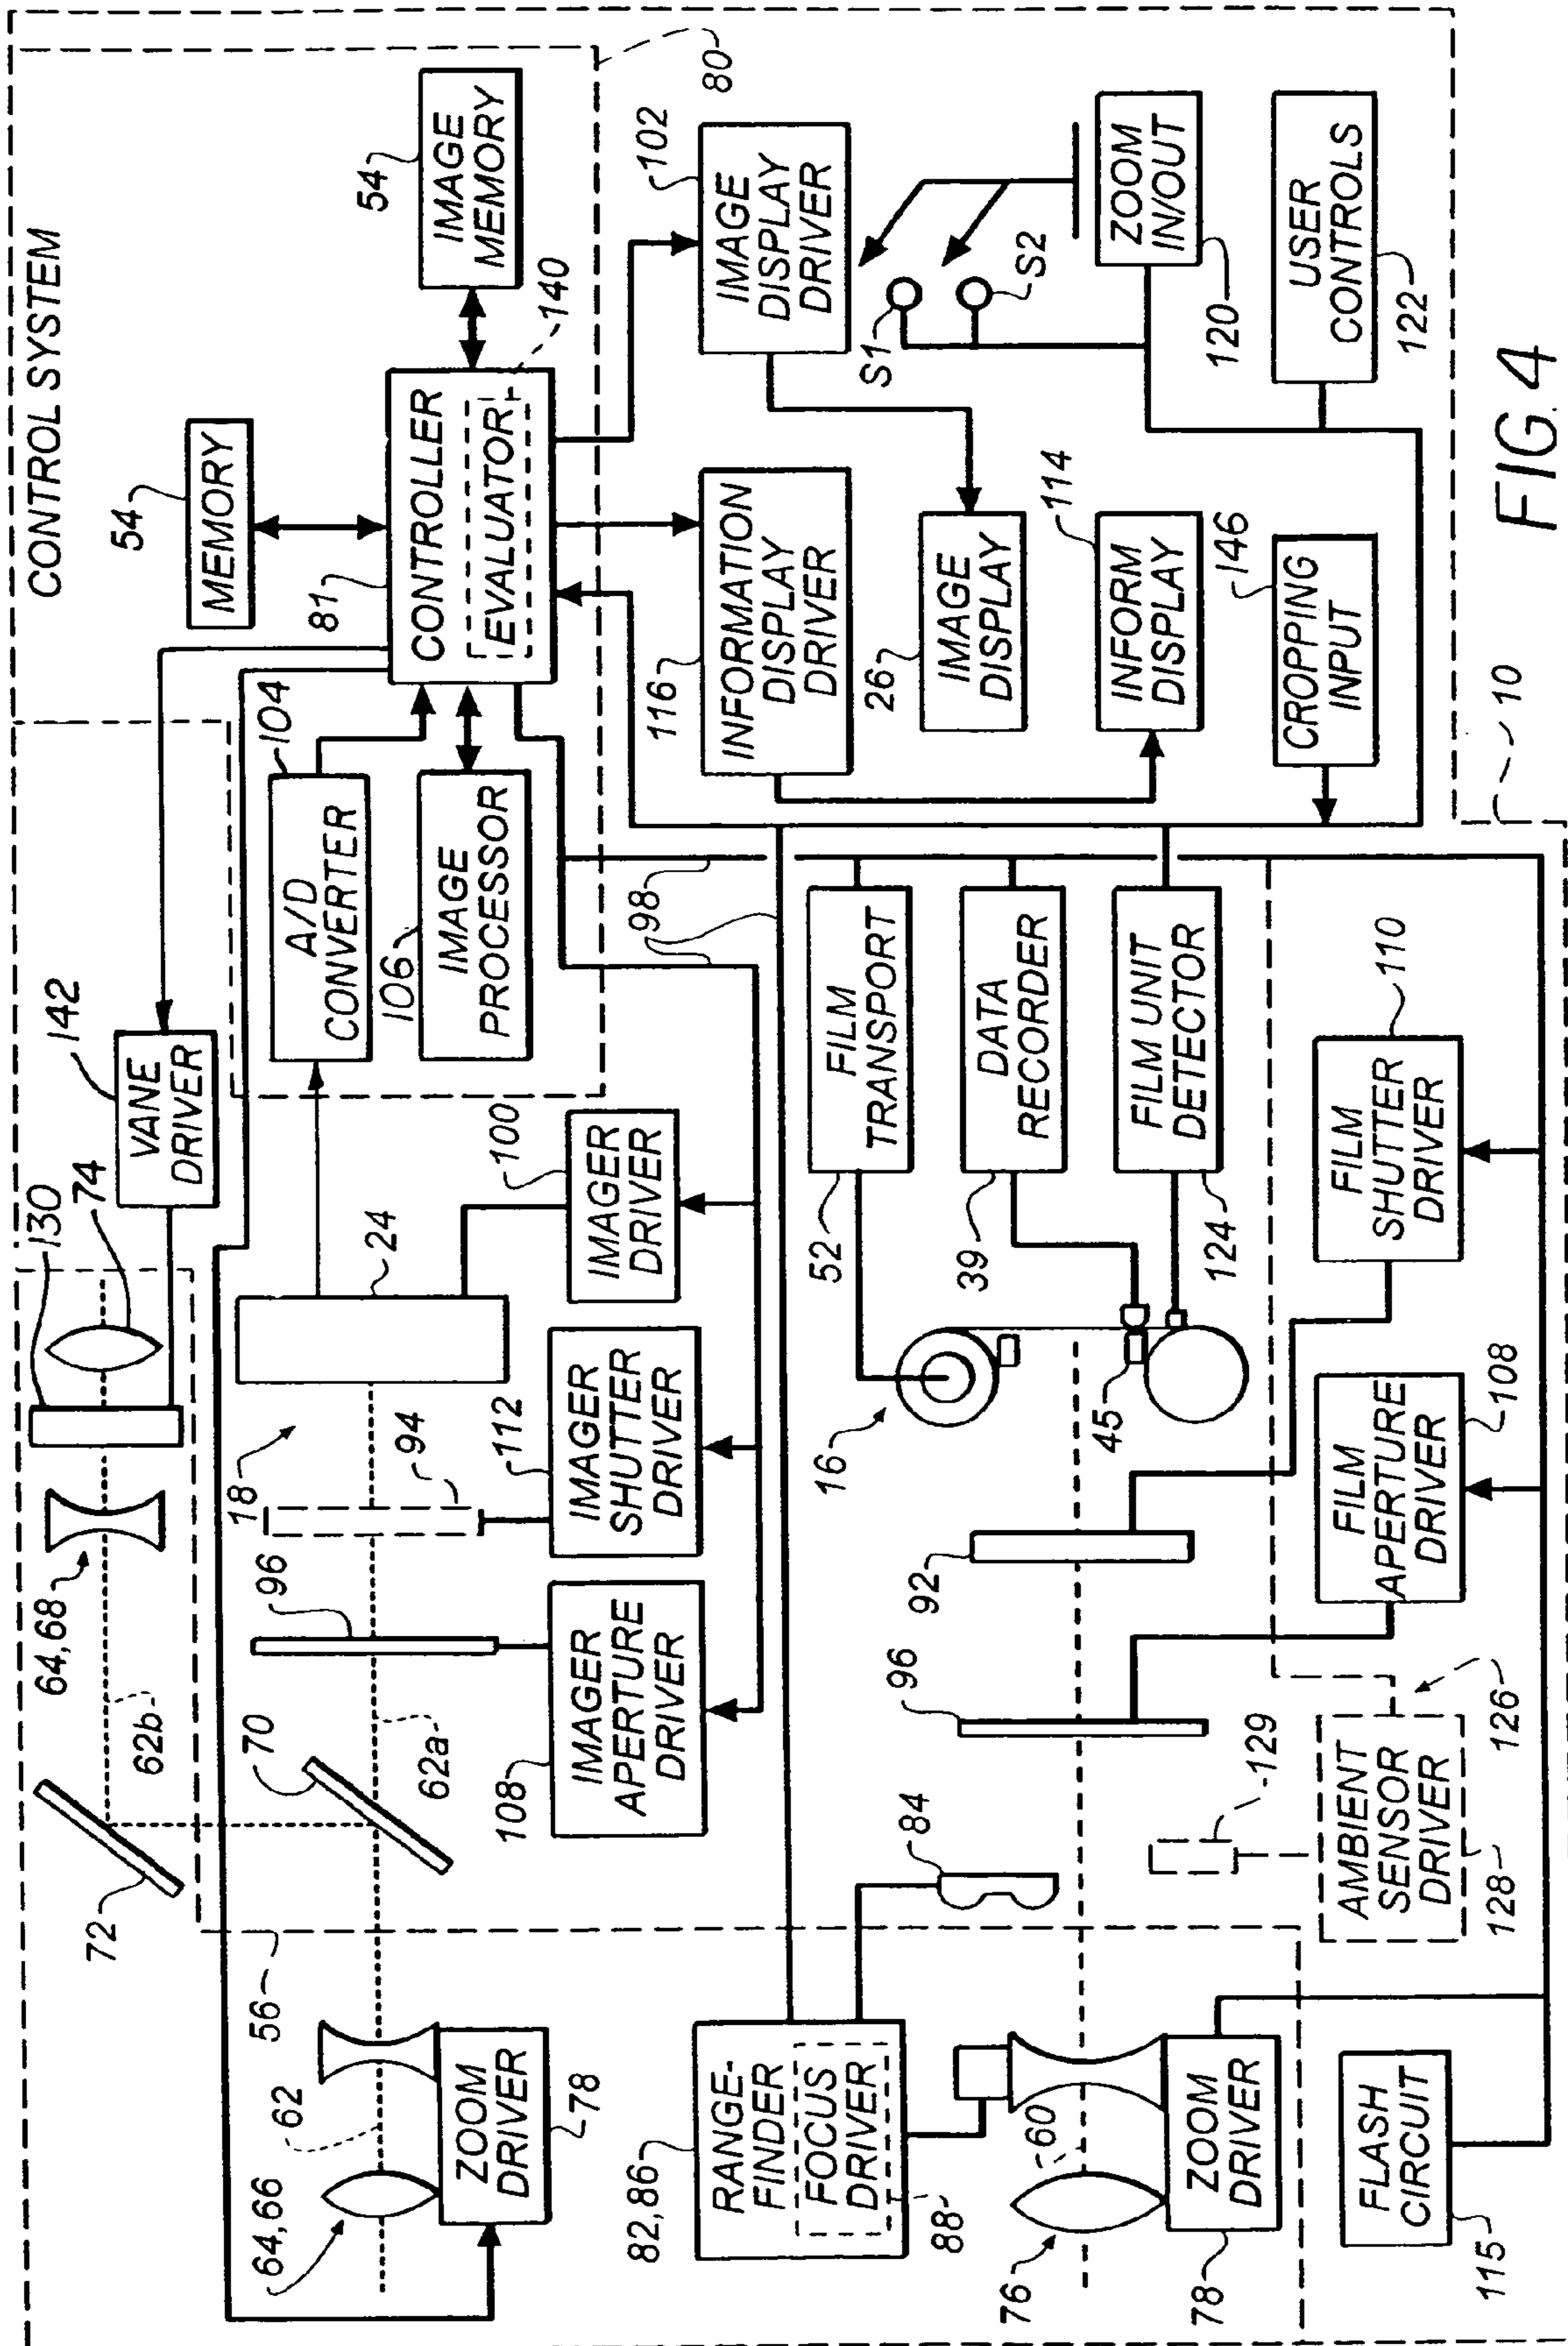 CONTROL SYSTEM
54
MEMORY
54
IMAGE
MEMORY
80
81
CONTROLLER
EVALUATOR
140
104
A/D
CONVERTER
106
IMAGE
PROCESSOR
142
VANE
DRIVER
130
74
64,68
62b
72
24
100
IMAGER
DRIVER
18
94
112
IMAGER
SHUTTER
DRIVER
96
70
62a
108
IMAGER
APERTURE
DRIVER
56
62
64,66
ZOOM
DRIVER
78
102
IMAGE
DISPLAY
DRIVER
116
INFORMATION
DISPLAY
DRIVER
S1
S2
ZOOM
IN/OUT
120
USER
CONTROLS
122
26
IMAGE
DISPLAY
114
INFORM
DISPLAY
146
CROPPING
INPUT
98
98
FILM
TRANSPORT
52
DATA
RECORDER
39
FILM UNIT
DETECTOR
124
16
45
110
FILM
SHUTTER
DRIVER
108
FILM
APERTURE
DRIVER
92
96
84
129
126
AMBIENT
SENSOR
DRIVER
128
82,86
RANGE-
FINDER
FOCUS
DRIVER
88
60
76
ZOOM
DRIVER
78
FLASH
CIRCUIT
115
10
FIG. 4